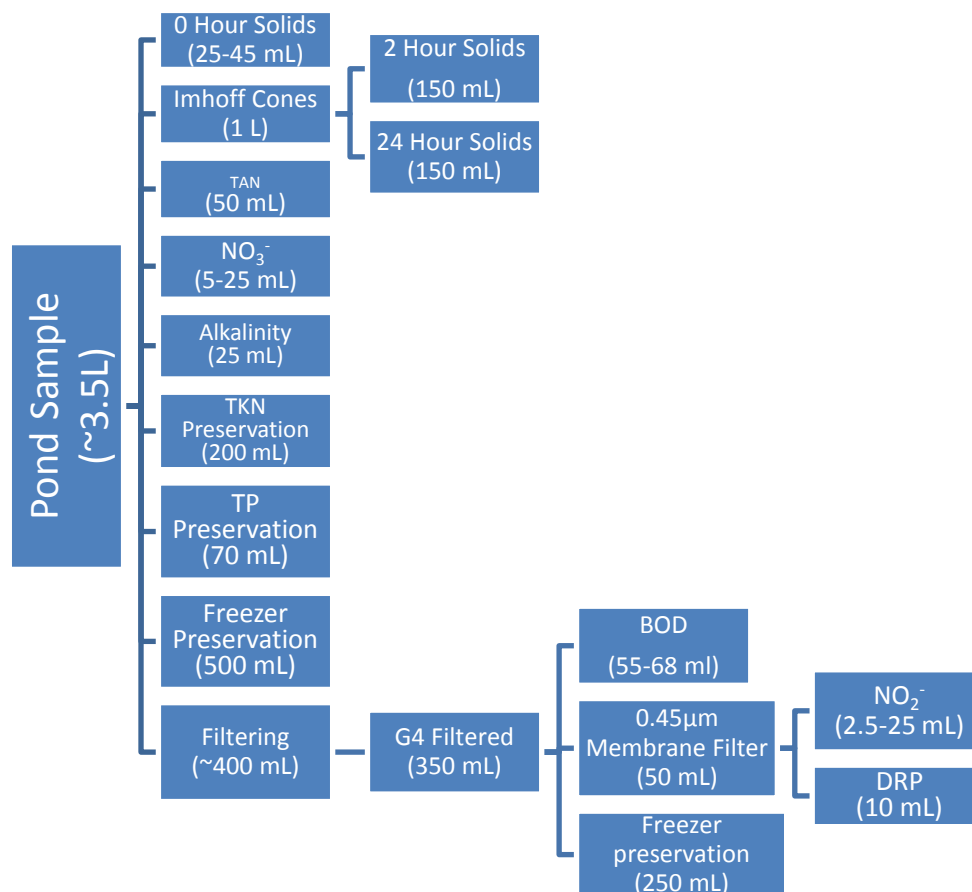 Pond Sample
(~3.5L)
0 Hour Solids
(25-45 mL)
Imhoff Cones
(1 L)
2 Hour Solids
(150 mL)
24 Hour Solids
(150 mL)
TAN
(50 mL)
NO₃⁻
(5-25 mL)
Alkalinity
(25 mL)
TKN
Preservation
(200 mL)
TP
Preservation
(70 mL)
Freezer
Preservation
(500 mL)
Filtering
(~400 mL)
G4 Filtered
(350 mL)
BOD
(55-68 ml)
0.45µm
Membrane Filter
(50 mL)
NO₂⁻
(2.5-25 mL)
DRP
(10 mL)
Freezer
preservation
(250 mL)